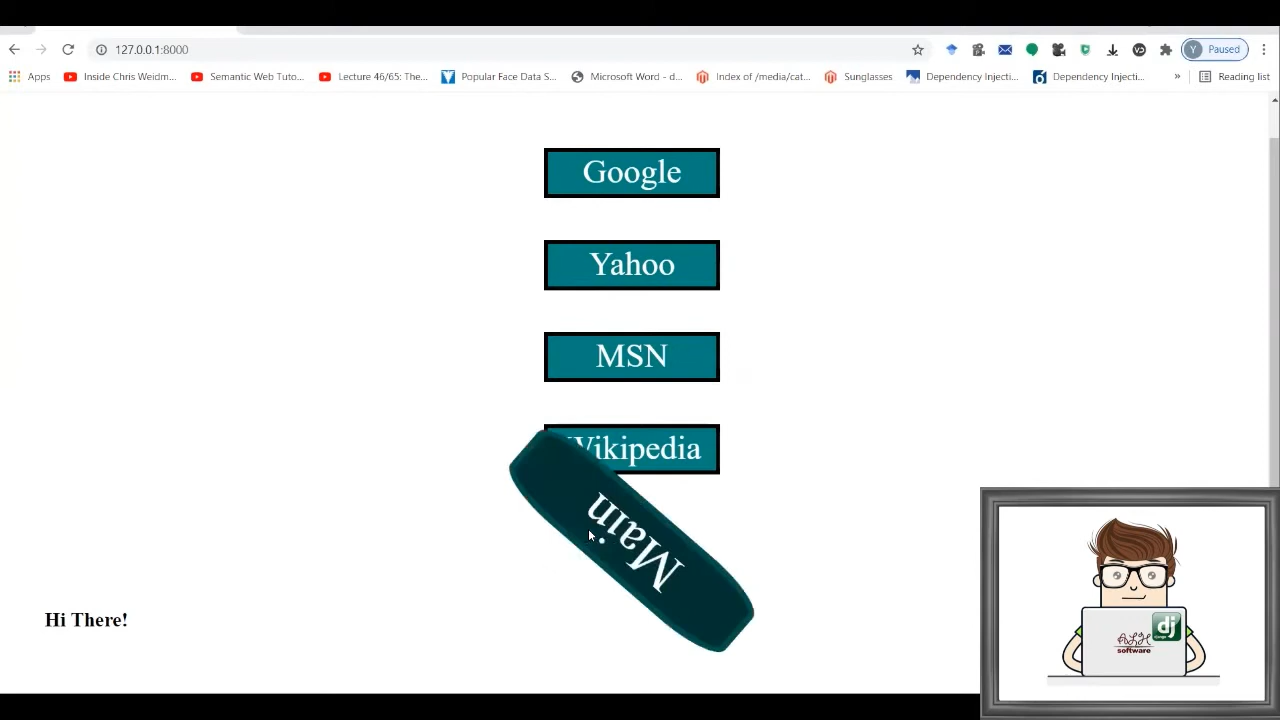 127.0.0.1:8000
Y Paused
Apps
Inside Chris Weidm...
Semantic Web Tuto...
Lecture 46/65: The...
Popular Face Data S...
Microsoft Word - d...
Index of /media/cat...
Sunglasses
Dependency Injecti...
Dependency Injecti...
»
Reading list
Google
Yahoo
MSN
Wikipedia
Main
Hi There!
dj
software